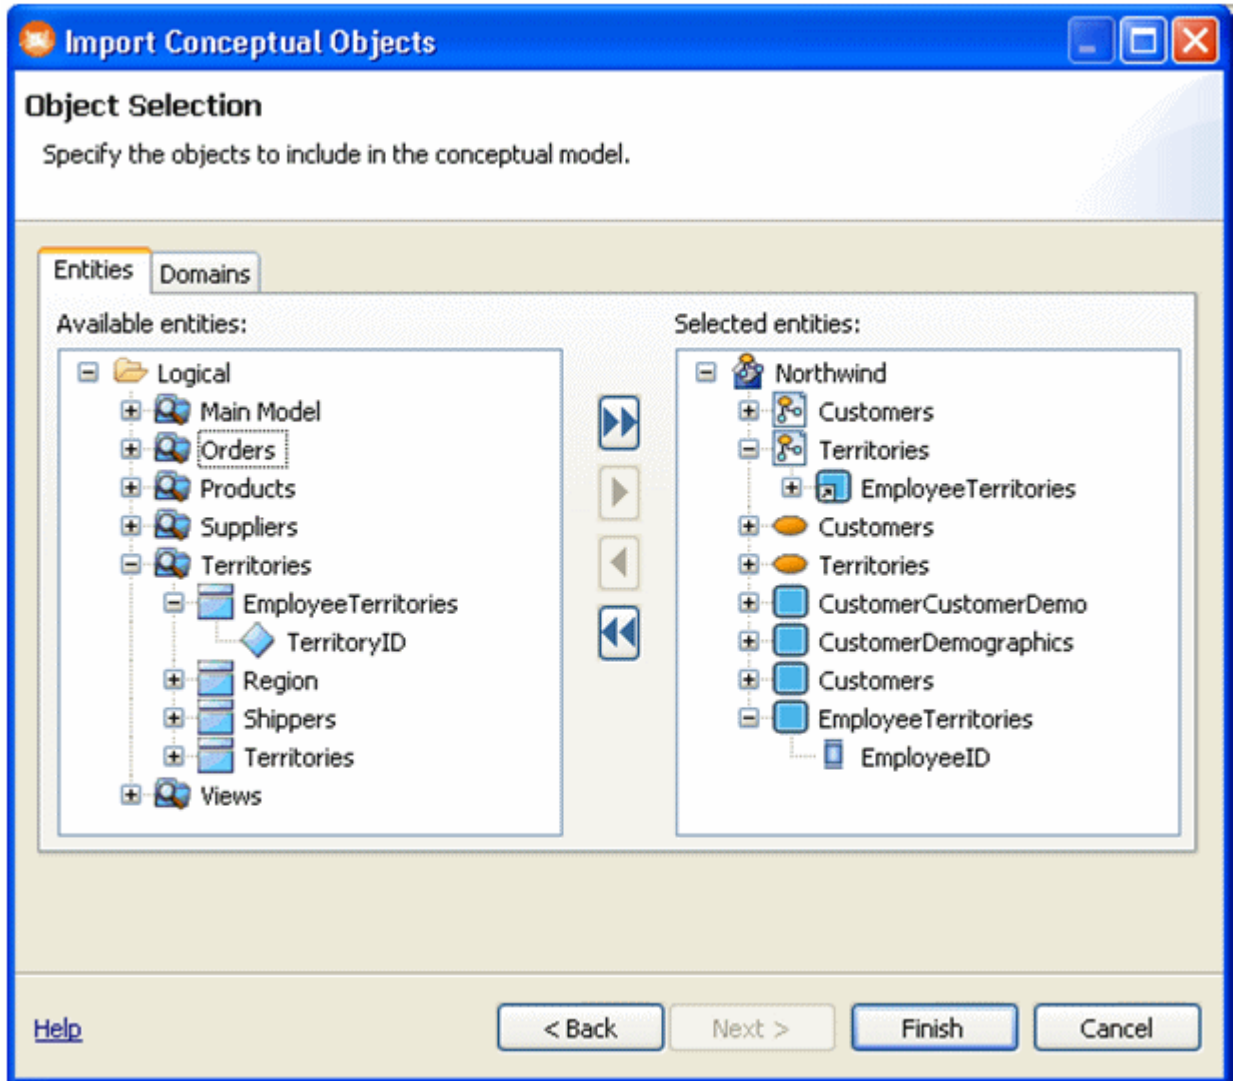 Import Conceptual Objects
Object Selection
Specify the objects to include in the conceptual model.
Entities
Domains
Available entities:
Logical
Main Model
Orders
Products
Suppliers
Territories
EmployeeTerritories
TerritoryID
Region
Shippers
Territories
Views
Selected entities:
Northwind
Customers
Territories
EmployeeTerritories
Customers
Territories
CustomerCustomerDemo
CustomerDemographics
Customers
EmployeeTerritories
EmployeeID
Help
< Back
Next >
Finish
Cancel